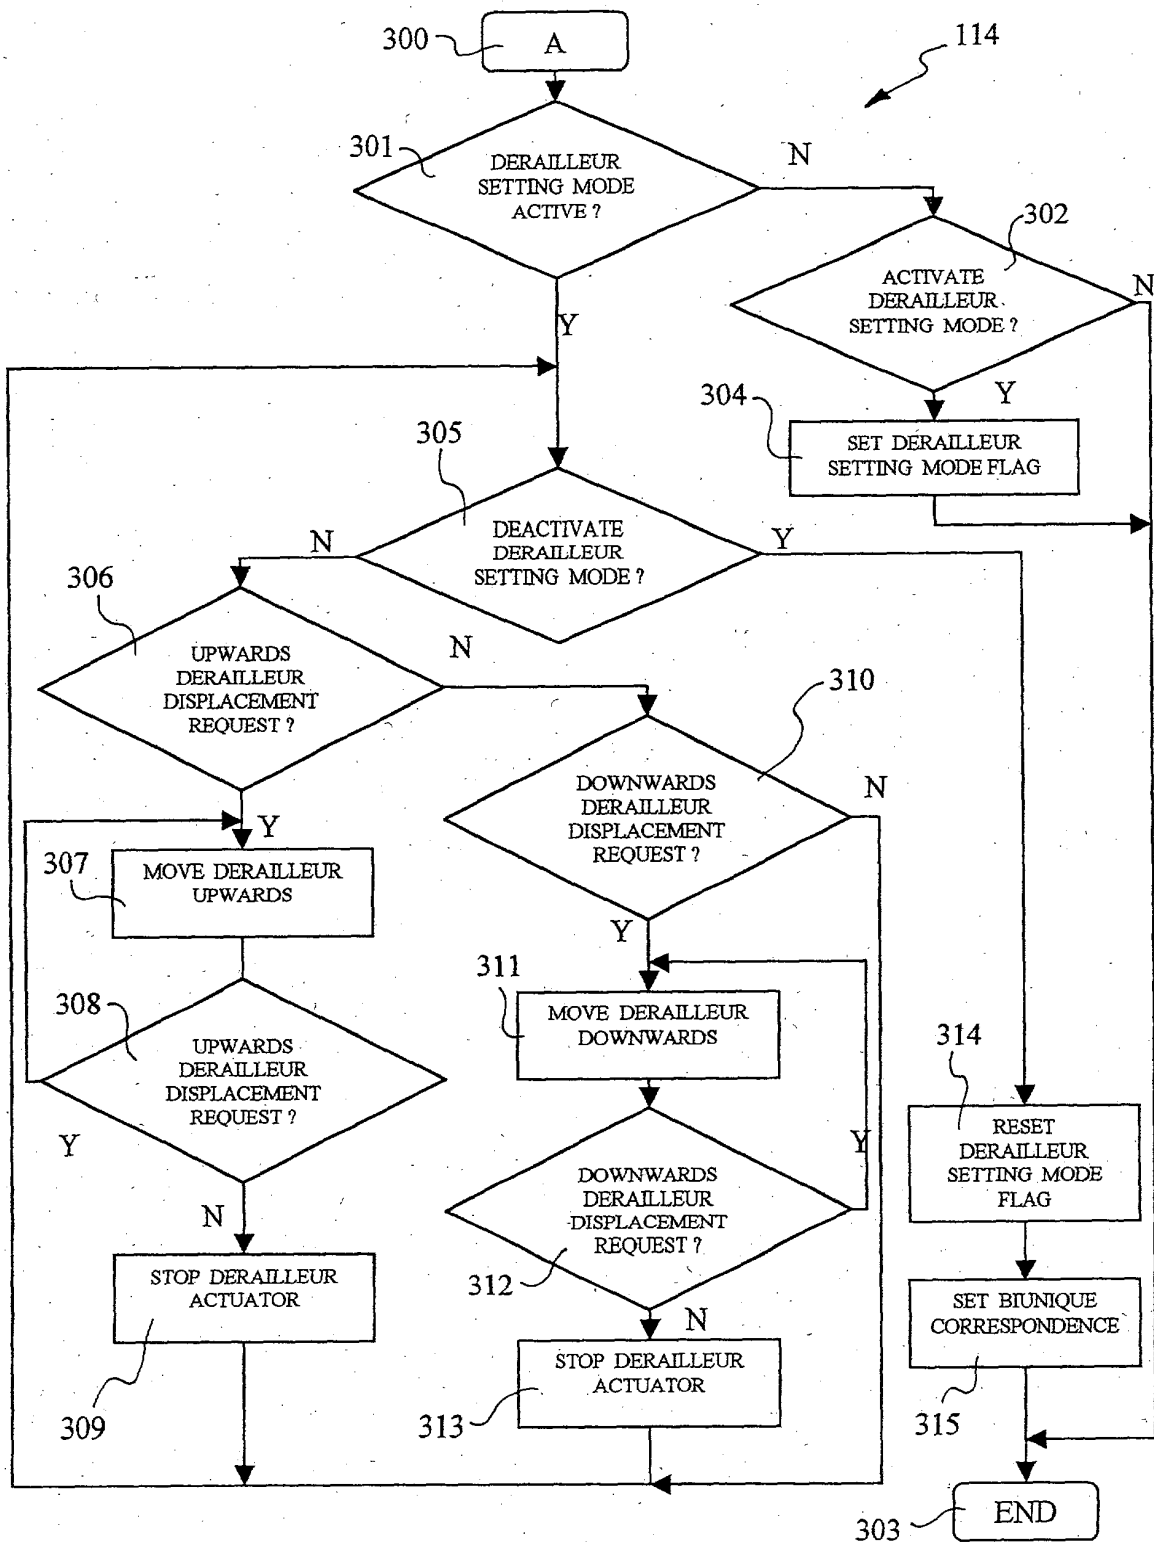 300
A
114
301
DERAILLEUR
SETTING MODE
ACTIVE ?
N
302
ACTIVATE
DERAILLEUR
SETTING MODE ?
N
Y
Y
304
SET DERAILLEUR
SETTING MODE FLAG
305
DEACTIVATE
DERAILLEUR
SETTING MODE ?
N
Y
306
UPWARDS
DERAILLEUR
DISPLACEMENT
REQUEST ?
N
310
DOWNWARDS
DERAILLEUR
DISPLACEMENT
REQUEST ?
N
Y
307
MOVE DERAILLEUR
UPWARDS
Y
311
MOVE DERAILLEUR
DOWNWARDS
308
UPWARDS
DERAILLEUR
DISPLACEMENT
REQUEST ?
Y
314
RESET
DERAILLEUR
SETTING MODE
FLAG
Y
DOWNWARDS
DERAILLEUR
DISPLACEMENT
REQUEST ?
312
N
STOP DERAILLEUR
ACTUATOR
309
N
STOP DERAILLEUR
ACTUATOR
313
SET BIUNIQUE
CORRESPONDENCE
315
303
END